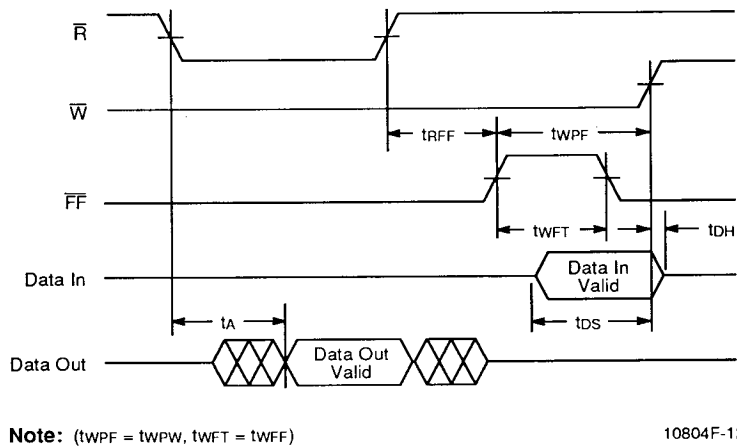 R
W
tRFF
tWPF
FF
tWFT
tDH
Data In
Data In
Valid
tA
tDS
Data Out
Data Out
Valid
Note: (tWPF = tWPW, tWFT = tWFF)